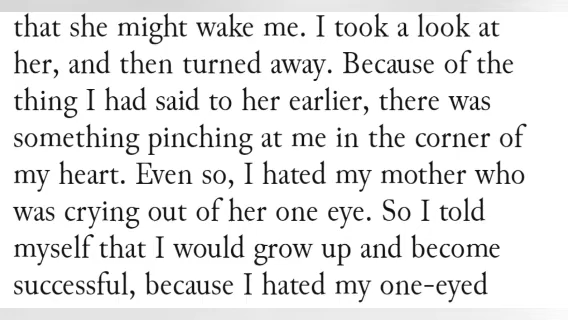 that she might wake me. I took a look at
her, and then turned away. Because of the
thing I had said to her earlier, there was
something pinching at me in the corner of
my heart. Even so, I hated my mother who
was crying out of her one eye. So I told
myself that I would grow up and become
successful, because I hated my one-eyed